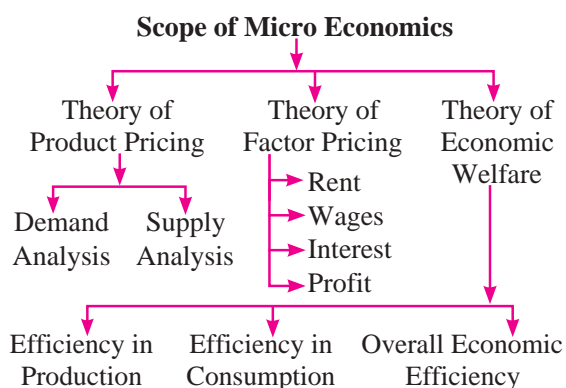 Scope of Micro Economics
Theory of
Product Pricing
Theory of
Factor Pricing
Theory of
Economic
Welfare
Demand
Analysis
Supply
Analysis
Rent
Wages
Interest
Profit
Efficiency in
Production
Efficiency in
Consumption
Overall Economic
Efficiency